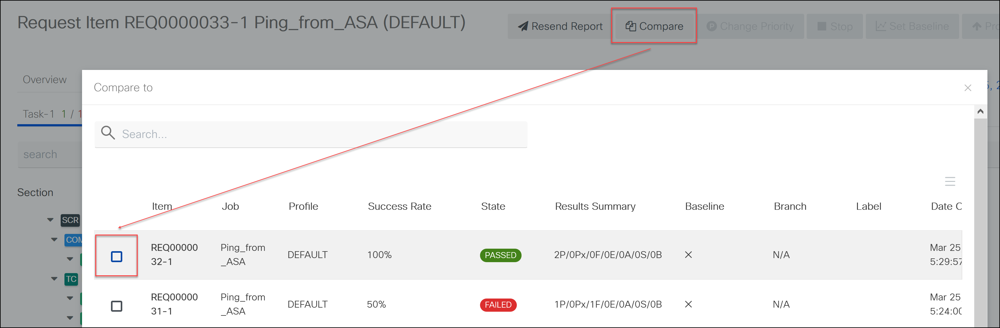 Request Item REQ0000033-1 Ping_from_ASA (DEFAULT)
Resend Report
Compare
Change Priority
Stop
Set Baseline
Overview
Compare to
Task-1 1 / 1
Search...
search
Section
Item Job Profile Success Rate State Results Summary Baseline Branch Label Date
SCR
COM
REQ00000
32-1
Ping_from
_ASA
DEFAULT
100%
PASSED
2P/0Px/0F/0E/0A/0S/0B
N/A
Mar 25
5:29:57
TC
REQ00000
31-1
Ping_from
_ASA
DEFAULT
50%
FAILED
1P/0Px/1F/0E/0A/0S/0B
N/A
Mar 25
5:24:00